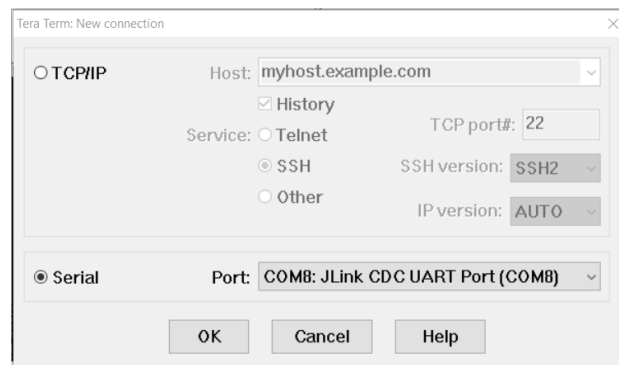 Tera Term: New connection
TCP/IP
Host: myhost.example.com
History
Service: Telnet
TCP port#: 22
SSH
SSH version: SSH2
Other
IP version: AUTO
Serial
Port: COM8: JLink CDC UART Port (COM8)
OK Cancel Help